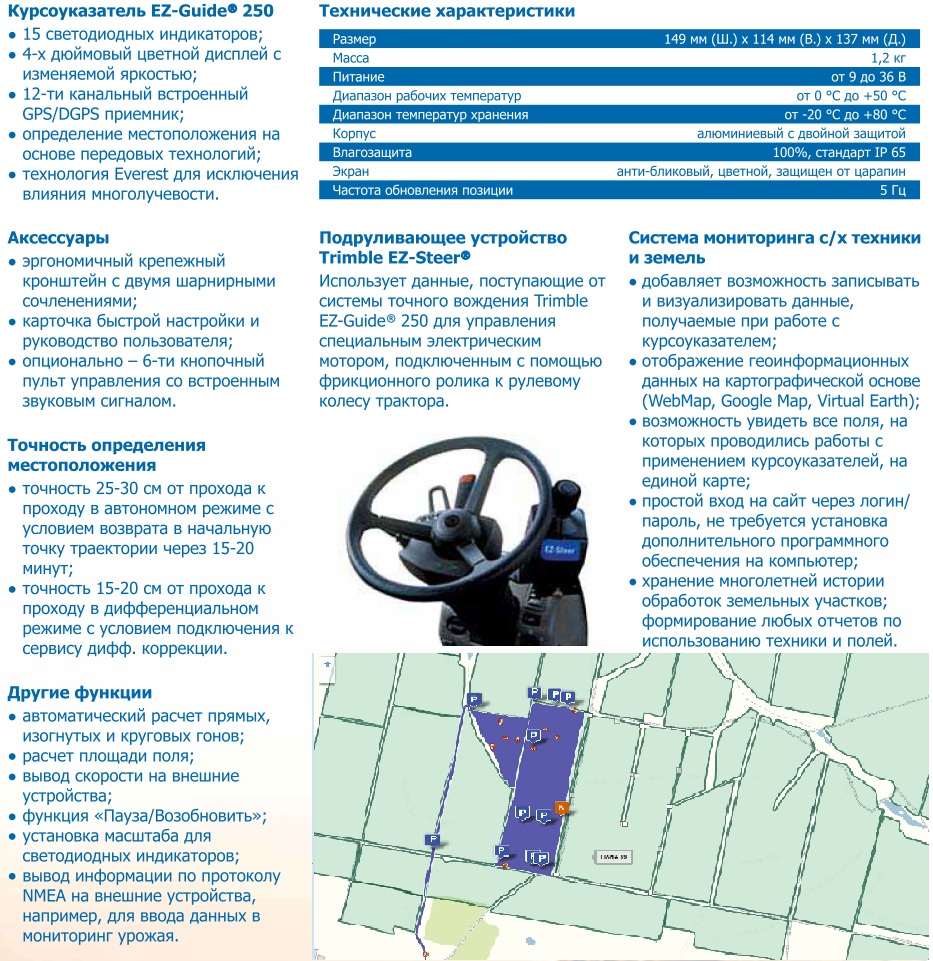 Курсоуказатель EZ-Guide® 250
● 15 светодиодных индикаторов;
● 4-х дюймовый цветной дисплей с
изменяемой яркостью;
● 12-ти канальный встроенный
GPS/DGPS приемник;
● определение местоположения на
основе передовых технологий;
● технология Everest для исключения
влияния многолучевости.
Технические характеристики
Размер 149 мм (Ш.) x 114 мм (В.) x 137 мм (Д.)
Масса 1,2 кг
Питание от 9 до 36 В
Диапазон рабочих температур от 0 °C до +50 °C
Диапазон температур хранения от -20 °C до +80 °C
Корпус алюминиевый с двойной защитой
Влагозащита 100%, стандарт IP 65
Экран анти-бликовый, цветной, защищен от царапин
Частота обновления позиции 5 Гц
Аксессуары
● эргономичный крепежный
кронштейн с двумя шарнирными
сочленениями;
● карточка быстрой настройки и
руководство пользователя;
● опционально – 6-ти кнопочный
пульт управления со встроенным
звуковым сигналом.
Точность определения
местоположения
● точность 25-30 см от прохода к
проходу в автономном режиме с
условием возврата в начальную
точку траектории через 15-20
минут;
● точность 15-20 см от прохода к
проходу в дифференциальном
режиме с условием подключения к
сервису дифф. коррекции.
Другие функции
● автоматический расчет прямых,
изогнутых и круговых гонов;
● расчет площади поля;
● вывод скорости на внешние
устройства;
● функция «Пауза/Возобновить»;
● установка масштаба для
светодиодных индикаторов;
● вывод информации по протоколу
NMEA на внешние устройства,
например, для ввода данных в
мониторинг урожая.
Подруливающее устройство
Trimble EZ-Steer®
Использует данные, поступающие от
системы точного вождения Trimble
EZ-Guide® 250 для управления
специальным электрическим
мотором, подключенным с помощью
фрикционного ролика к рулевому
колесу трактора.
EZ-Steer
Система мониторинга с/х техники
и земель
● добавляет возможность записывать
и визуализировать данные,
получаемые при работе с
курсоуказателем;
● отображение геоинформационных
данных на картографической основе
(WebMap, Google Map, Virtual Earth);
● возможность увидеть все поля, на
которых проводились работы с
применением курсоуказателей, на
единой карте;
● простой вход на сайт через логин/
пароль, не требуется установка
дополнительного программного
обеспечения на компьютер;
● хранение многолетней истории
обработок земельных участков;
формирование любых отчетов по
использованию техники и полей.
P
P
P
P
P
P
P
P
P
P